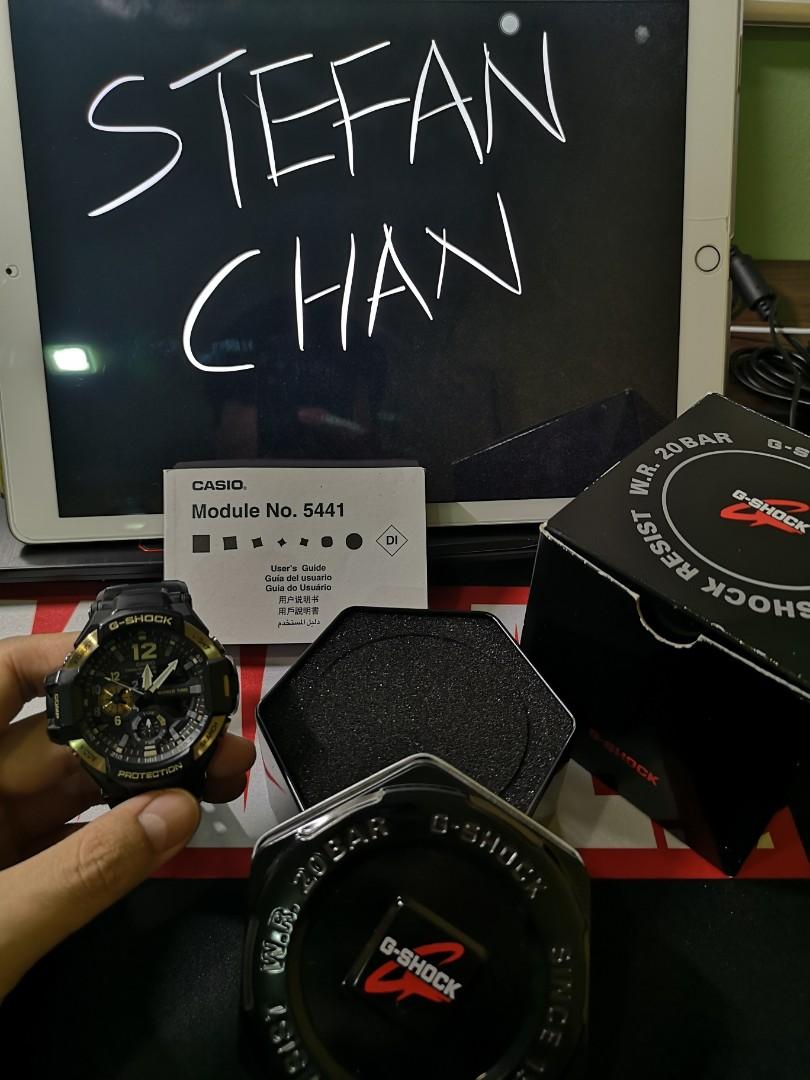 STEFAN
CHAN
CASIO®
Module No. 5441
DI
User's Guide
Guía del usuario
Guia do Usuário
用户说明书
用戶說明書
دليل المستخدم
G-SHOCK
12
PROTECTION
W.R. 20BAR
SHOCK RESIST
G-SHOCK
G-SHOCK
W.R. 20BAR
G-SHOCK
G-SHOCK